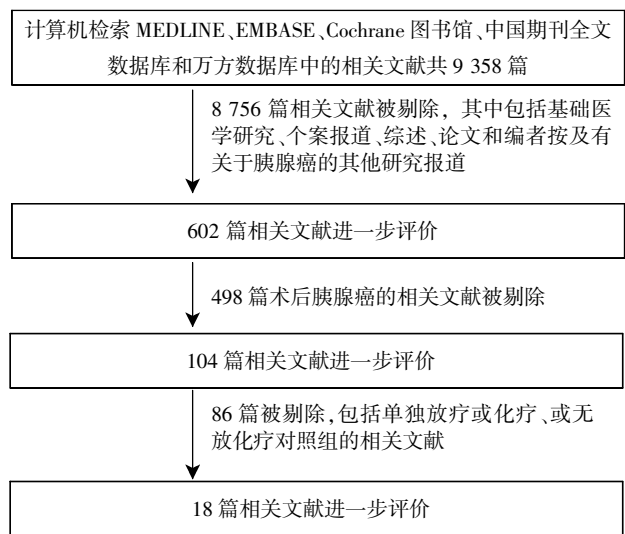 计算机检索 MEDLINE、EMBASE、Cochrane 图书馆、中国期刊全文
数据库和万方数据库中的相关文献共 9 358 篇
8 756 篇相关文献被剔除，其中包括基础医
学研究、个案报道、综述、论文和编者按及有
关于胰腺癌的其他研究报道
602 篇相关文献进一步评价
498 篇术后胰腺癌的相关文献被剔除
104 篇相关文献进一步评价
86 篇被剔除,包括单独放疗或化疗、或无
放化疗对照组的相关文献
18 篇相关文献进一步评价